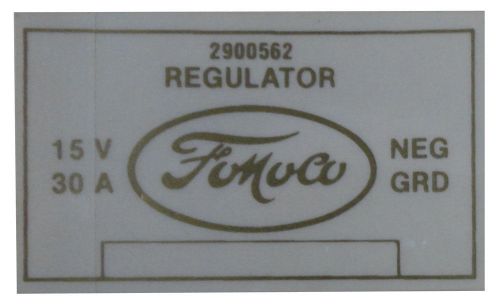 2900562
REGULATOR
15 V
30 A
FoMoCo
NEG
GRD